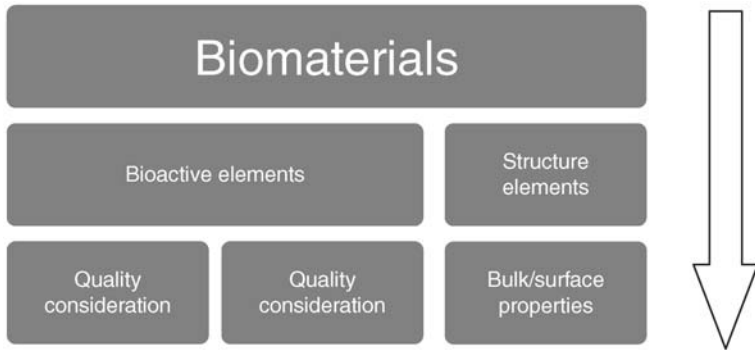 Biomaterials
Bioactive elements
Structure
elements
Quality
consideration
Quality
consideration
Bulk/surface
properties